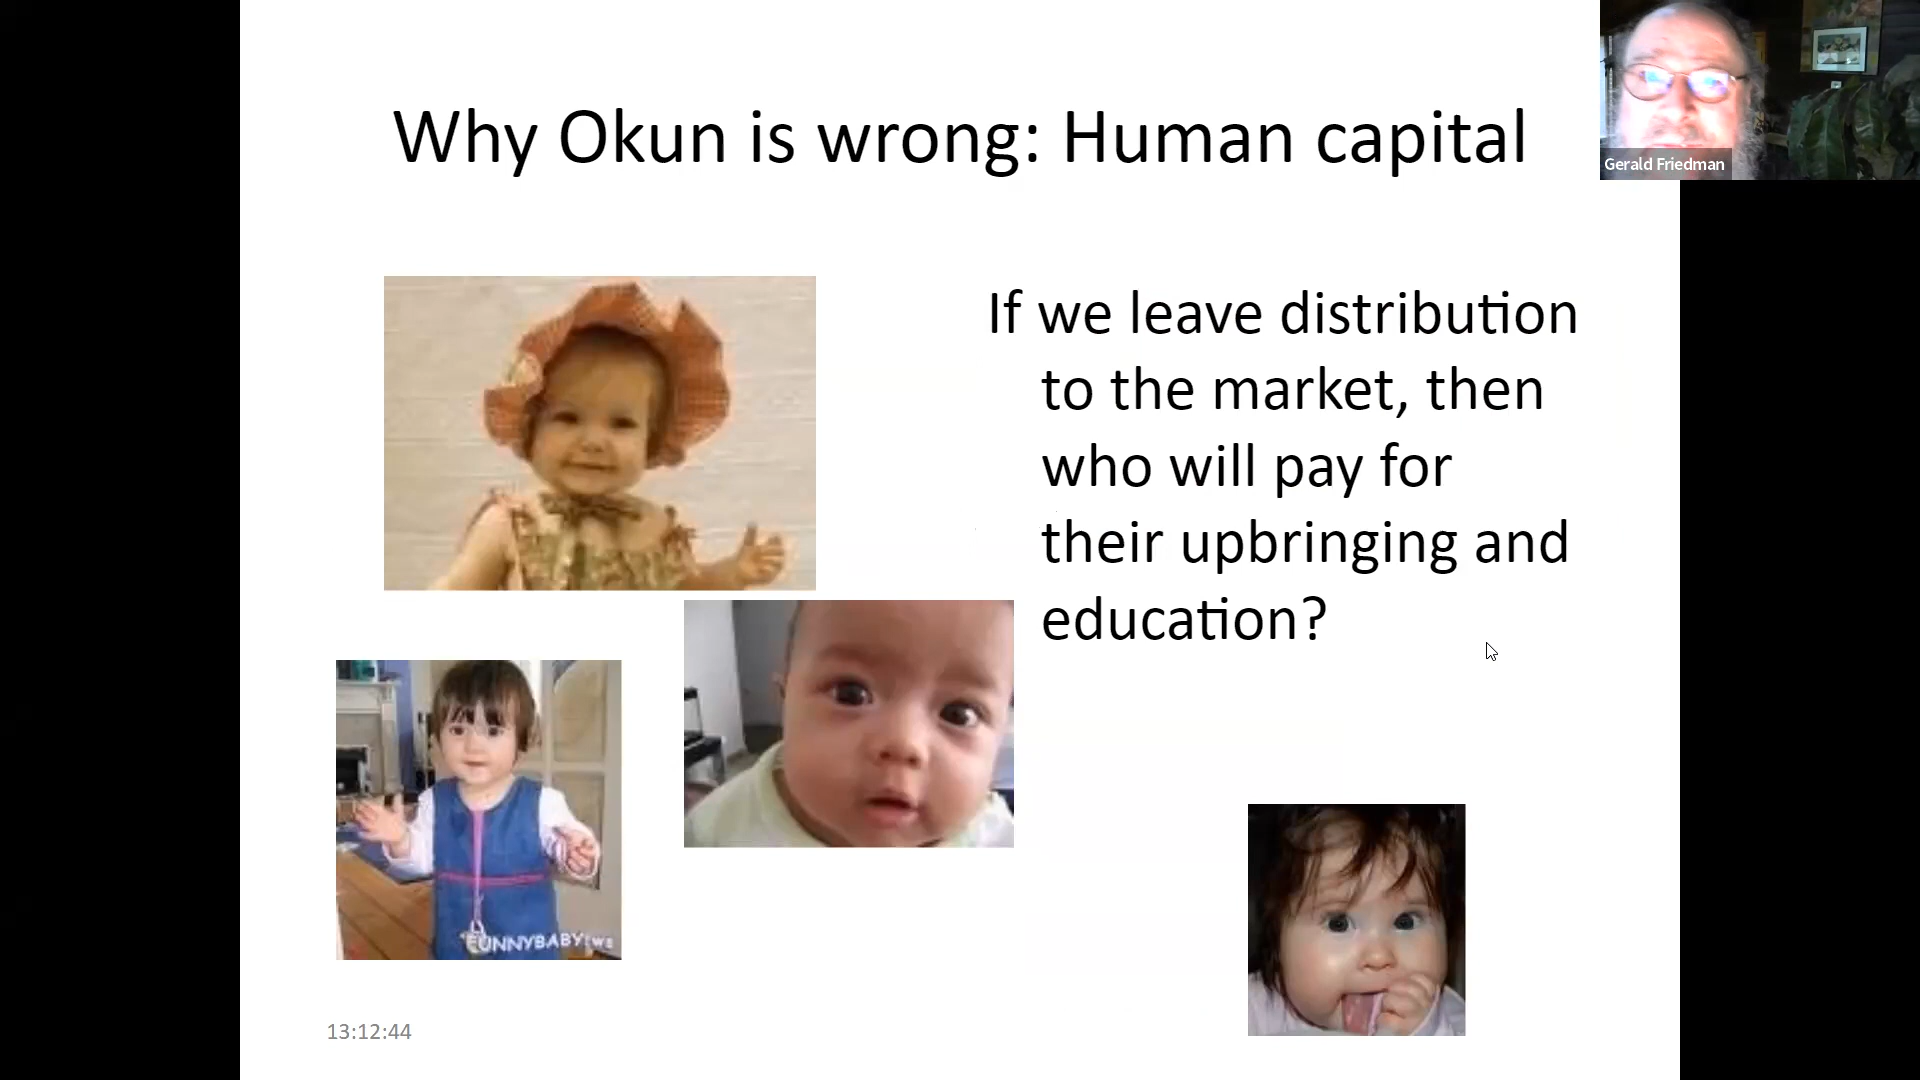 Why Okun is wrong: Human capital
Gerald Friedman
If we leave distribution
to the market, then
who will pay for
their upbringing and
education?
FUNNYBABY
13:12:44